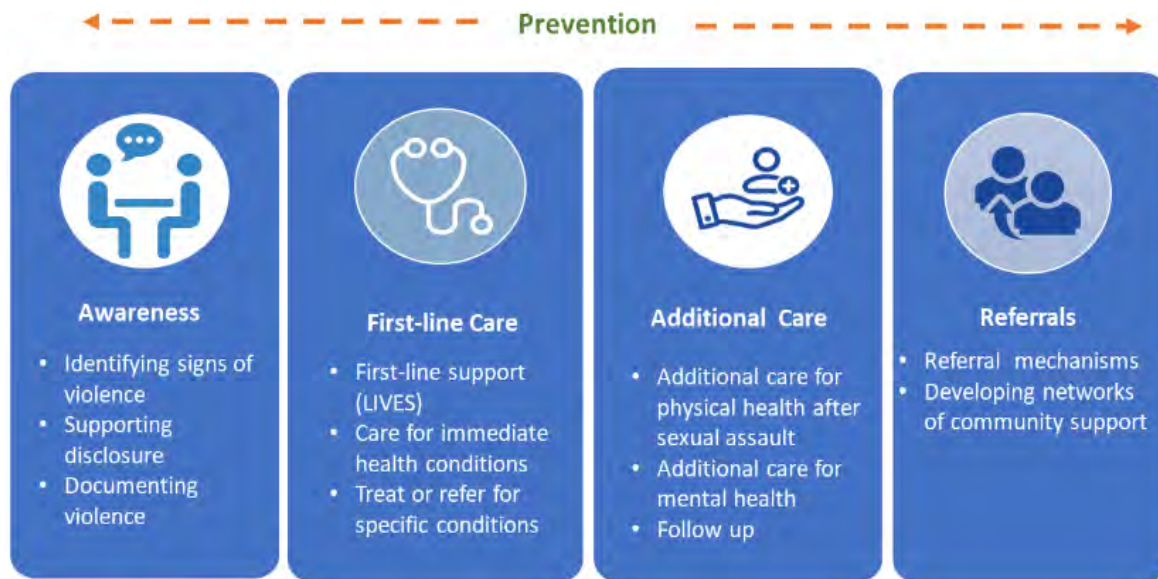 Prevention
Awareness
• Identifying signs of
violence
• Supporting
disclosure
• Documenting
violence
First-line Care
• First-line support
(LIVES)
• Care for immediate
health conditions
• Treat or refer for
specific conditions
Additional Care
• Additional care for
physical health after
sexual assault
• Additional care for
mental health
• Follow up
Referrals
• Referral mechanisms
• Developing networks
of community support